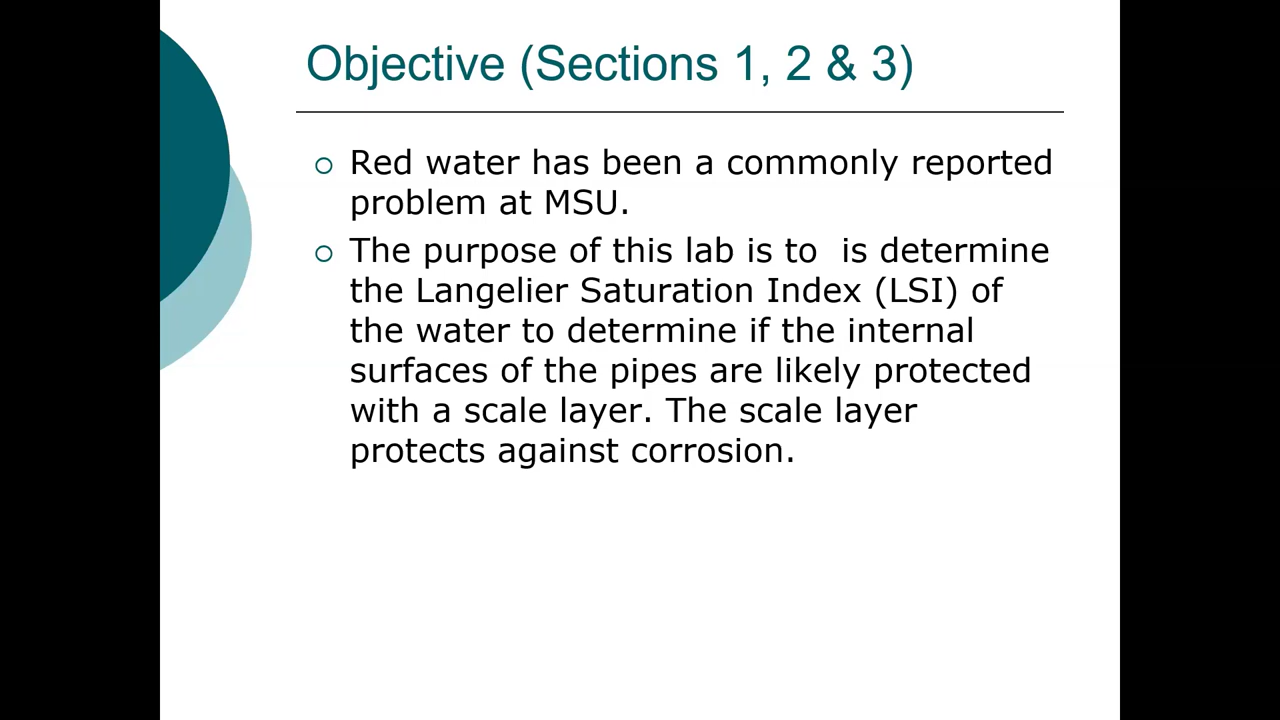 Objective (Sections 1, 2 & 3)
Red water has been a commonly reported
problem at MSU.
The purpose of this lab is to  is determine
the Langelier Saturation Index (LSI) of
the water to determine if the internal
surfaces of the pipes are likely protected
with a scale layer. The scale layer
protects against corrosion.